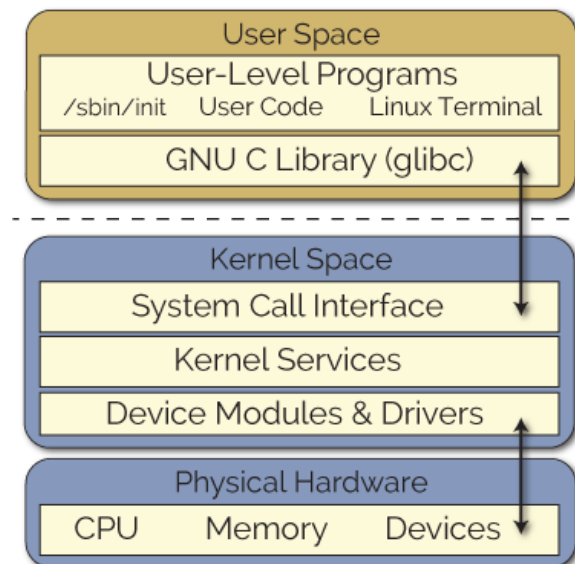 User Space
User-Level Programs
/sbin/init User Code Linux Terminal
GNU C Library (glibc)
Kernel Space
System Call Interface
Kernel Services
Device Modules & Drivers
Physical Hardware
CPU Memory Devices